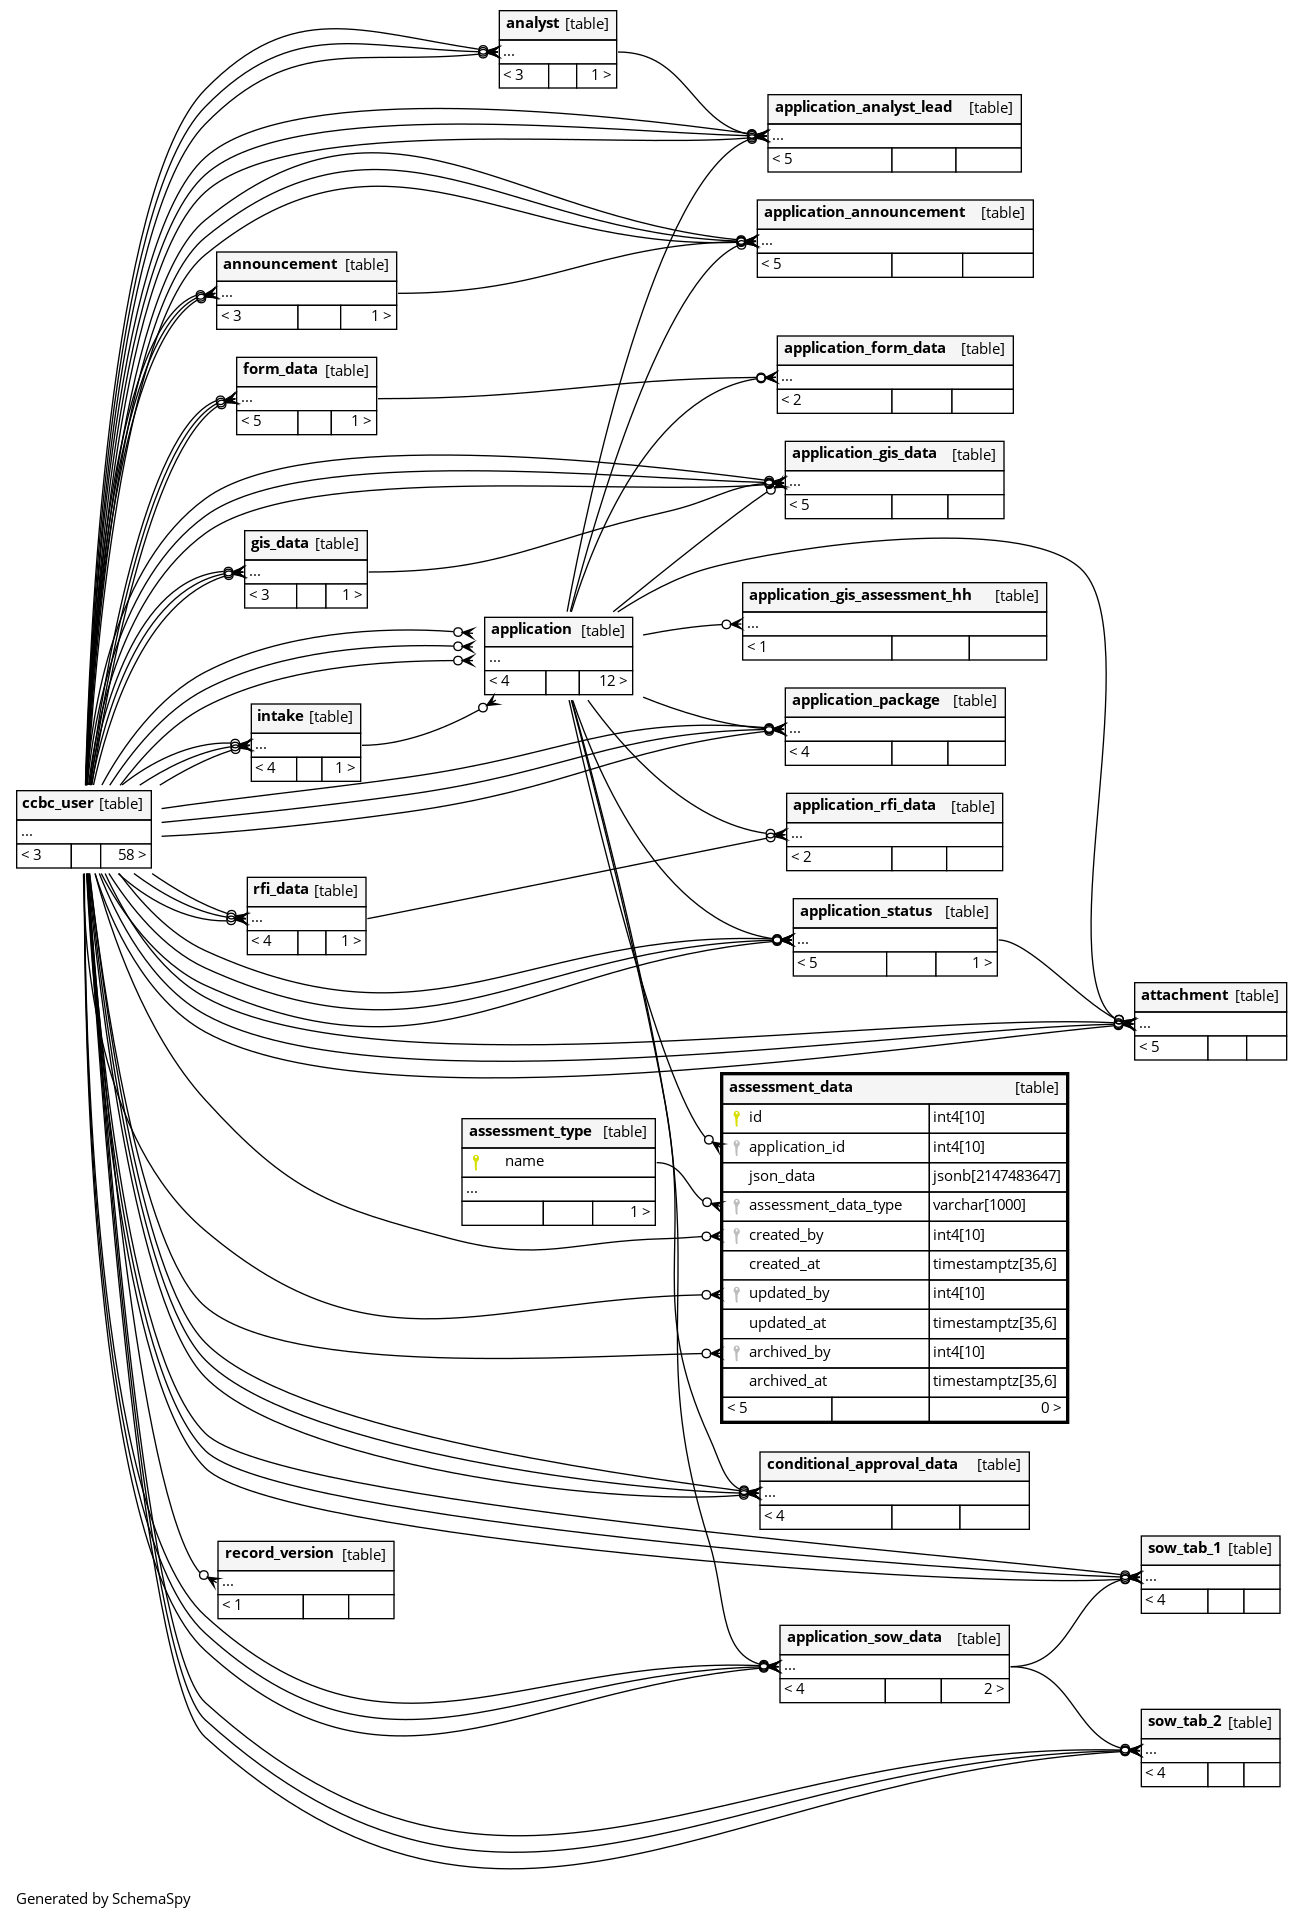 analyst [table]
...
< 3 1 >
application_analyst_lead [table]
...
< 5
application_announcement [table]
...
< 5
announcement [table]
...
< 3 1 >
application_form_data [table]
...
< 2
form_data [table]
...
< 5 1 >
application_gis_data [table]
...
< 5
gis_data [table]
...
< 3 1 >
application_gis_assessment_hh [table]
...
< 1
application [table]
...
< 4 12 >
application_package [table]
...
< 4
intake [table]
...
< 4 1 >
ccbc_user [table]
...
< 3 58 >
application_rfi_data [table]
...
< 2
rfi_data [table]
...
< 4 1 >
application_status [table]
...
< 5 1 >
attachment [table]
...
< 5
assessment_data [table]
id int4[10]
application_id int4[10]
json_data jsonb[2147483647]
assessment_data_type varchar[1000]
created_by int4[10]
created_at timestamptz[35,6]
updated_by int4[10]
updated_at timestamptz[35,6]
archived_by int4[10]
archived_at timestamptz[35,6]
< 5 0 >
assessment_type [table]
name
...
1 >
conditional_approval_data [table]
...
< 4
record_version [table]
...
< 1
sow_tab_1 [table]
...
< 4
application_sow_data [table]
...
< 4 2 >
sow_tab_2 [table]
...
< 4
Generated by SchemaSpy